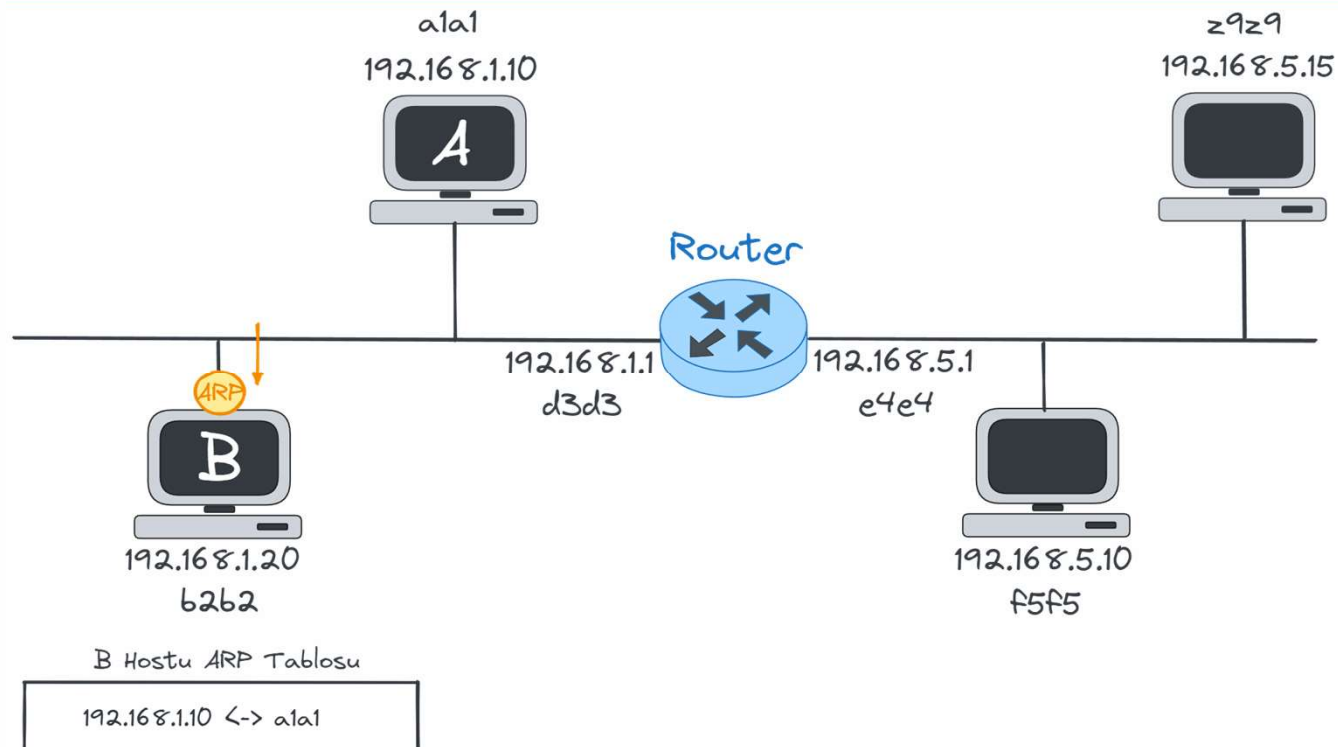 a1a1
192.168.1.10
A
z9z9
192.168.5.15
Router
192.168.1.1
d3d3
192.168.5.1
e4e4
ARP
B
192.168.1.20
b2b2
192.168.5.10
f5f5
B Hostu ARP Tablosu
192.168.1.10 <-> a1a1